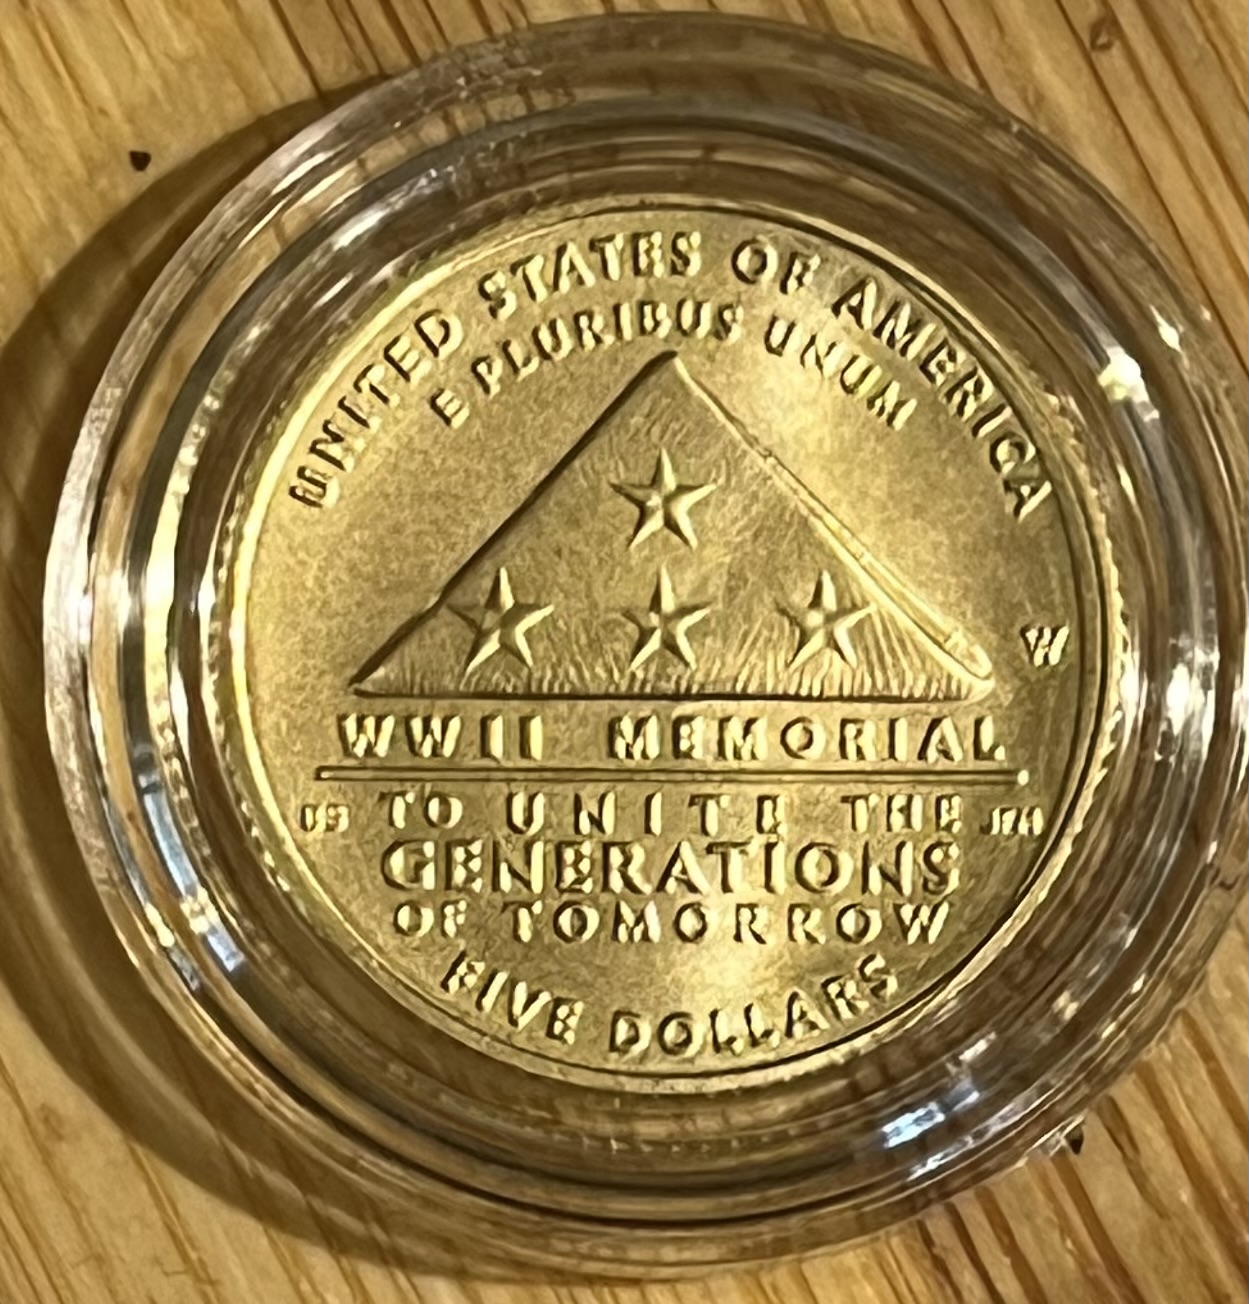 UNITED STATES OF AMERICA
E PLURIBUS UNUM
W
WWII MEMORIAL
TO UNITE THE
GENERATIONS
OF TOMORROW
FIVE DOLLARS